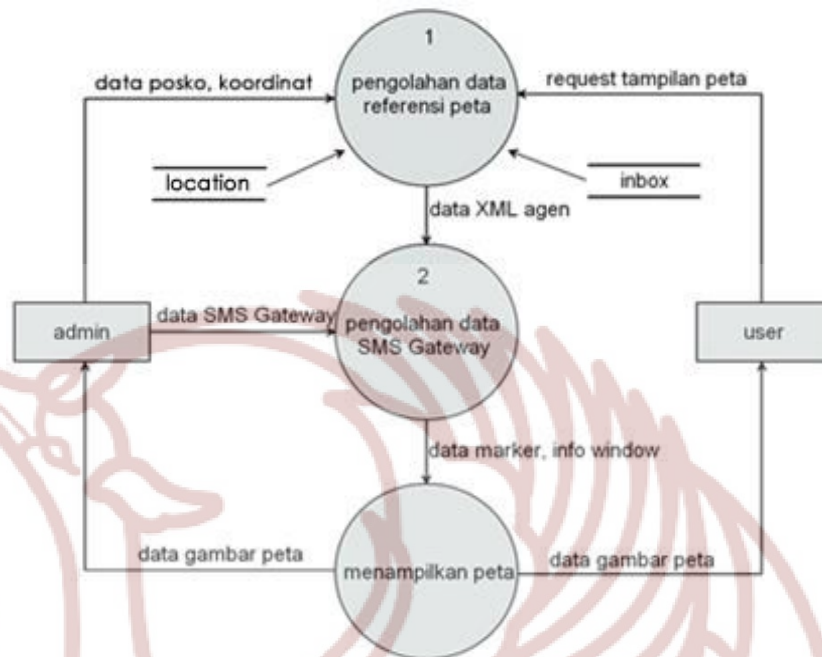 1
data posko, koordinat
pengolahan data
referensi peta
request tampilan peta
location
inbox
data XML agen
2
admin
data SMS Gateway
pengolahan data
SMS Gateway
user
data marker, info window
data gambar peta
menampilkan peta
data gambar peta